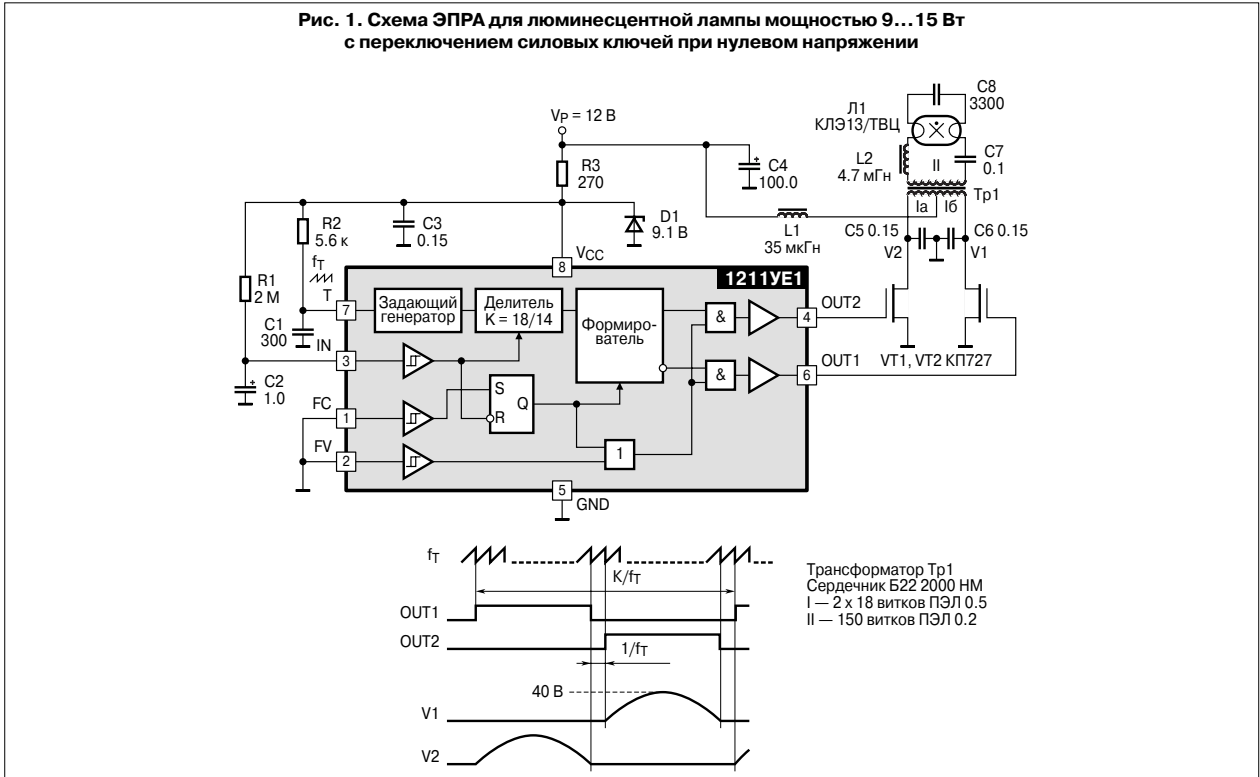 Рис. 1. Схема ЭПРА для люминесцентной лампы мощностью 9...15 Вт
с переключением силовых ключей при нулевом напряжении
C8
3300
Л1
КЛЭ13/ТВЦ
VP = 12 В
L2
4.7 мГн
II
C7
0.1
R3
270
C4
100.0
Tp1
Iа
Iб
R2
5.6 к
C3
0.15
D1
9.1 В
L1
35 мкГн
C5 0.15
C6 0.15
V2
V1
fT
VCC
8
1211УЕ1
R1
2 М
T
7
Задающий
генератор
Делитель
K = 18/14
Формиро-
ватель
&
4
OUT2
C1
300
IN
3
&
6
OUT1
VT1, VT2 КП727
C2
1.0
FC
1
S
Q
R
FV
2
1
5
GND
fT
K/fT
Трансформатор Tp1
Сердечник Б22 2000 НМ
I — 2 x 18 витков ПЭЛ 0.5
II — 150 витков ПЭЛ 0.2
OUT1
OUT2
1/fT
40 В
V1
V2